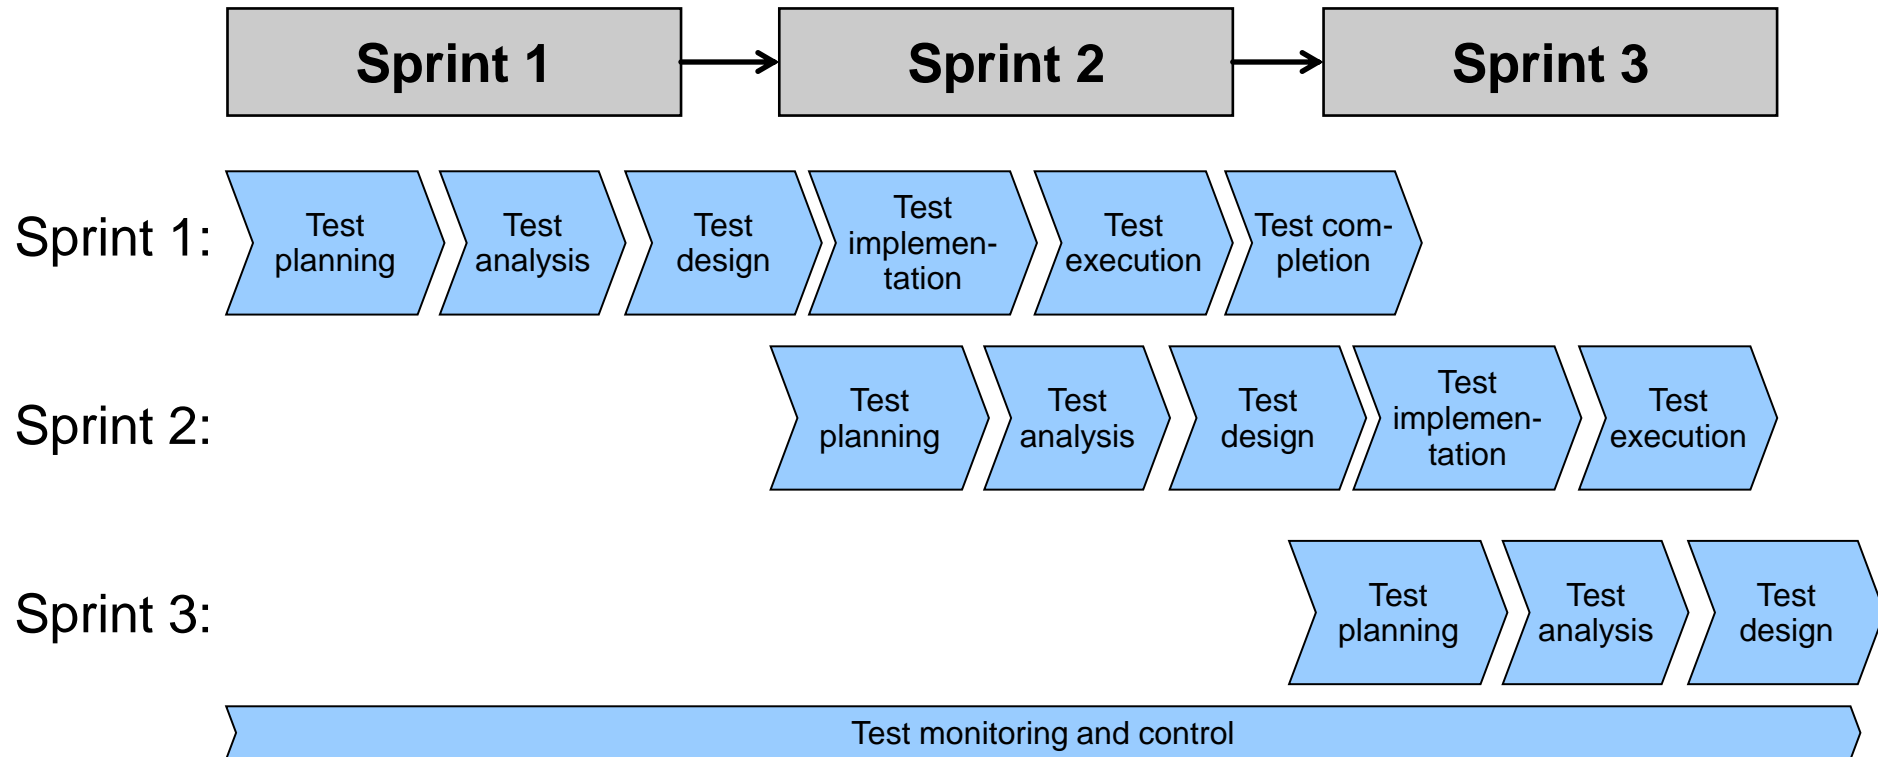 Sprint 1
Sprint 2
Sprint 3
Sprint 1:
Test
planning
Test
analysis
Test
design
Test
implemen-
tation
Test
execution
Test com-
pletion
Sprint 2:
Test
planning
Test
analysis
Test
design
Test
implemen-
tation
Test
execution
Sprint 3:
Test
planning
Test
analysis
Test
design
Test monitoring and control